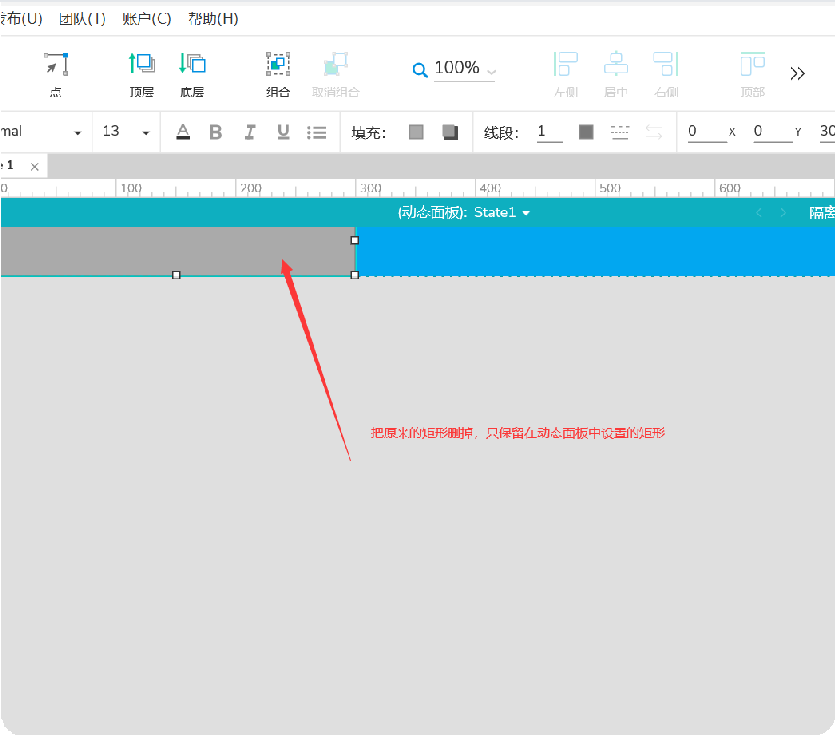 发布(U) 团队(T) 账户(C) 帮助(H)
点 顶层 底层 组合 取消组合 100% 左侧 居中 右侧 顶部
mal 13 A B I U 填充: 线段: 1 0 X 0 Y 30
e 1 ×
0 100 200 300 400 500 600
(动态面板): State1 隔离
把原来的矩形删掉，只保留在动态面板中设置的矩形